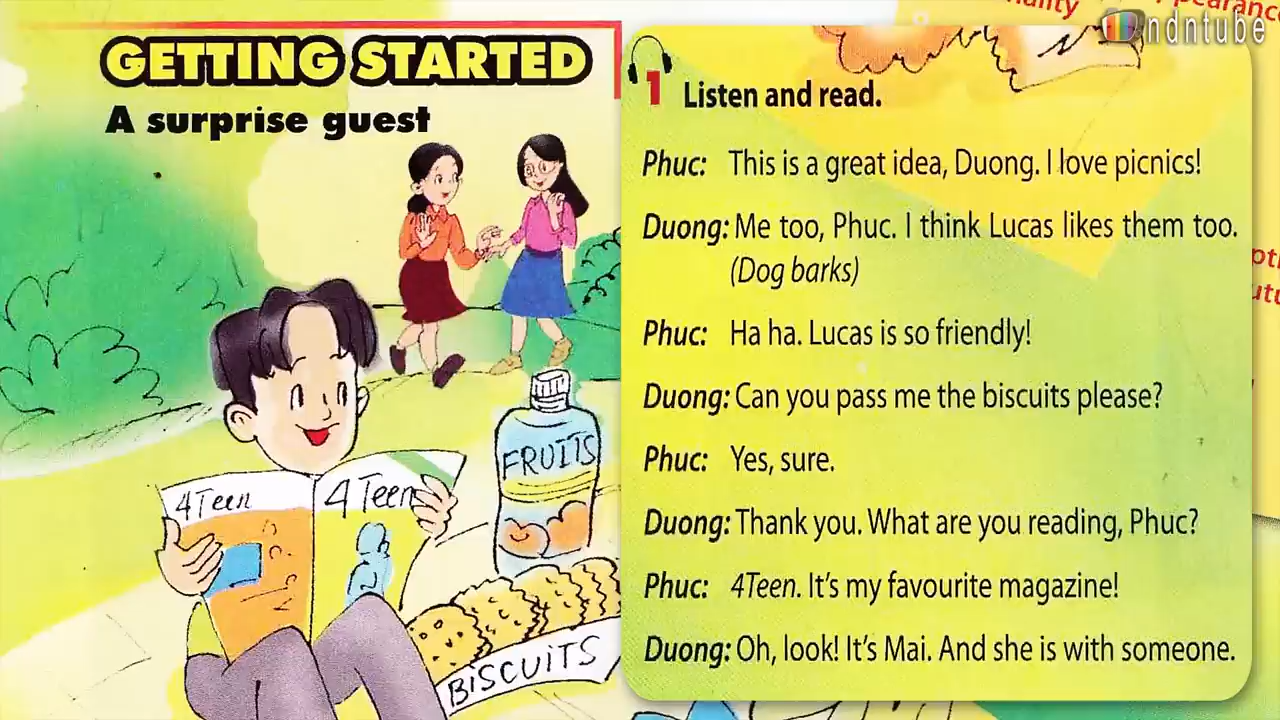 GETTING STARTED
A surprise guest
4Teen
4Teen
FRUITS
BISCUITS
ndntube
1 Listen and read.
Phuc: This is a great idea, Duong. I love picnics!
Duong: Me too, Phuc. I think Lucas likes them too.
(Dog barks)
Phuc: Ha ha. Lucas is so friendly!
Duong: Can you pass me the biscuits please?
Phuc: Yes, sure.
Duong: Thank you. What are you reading, Phuc?
Phuc: 4Teen. It's my favourite magazine!
Duong: Oh, look! It's Mai. And she is with someone.